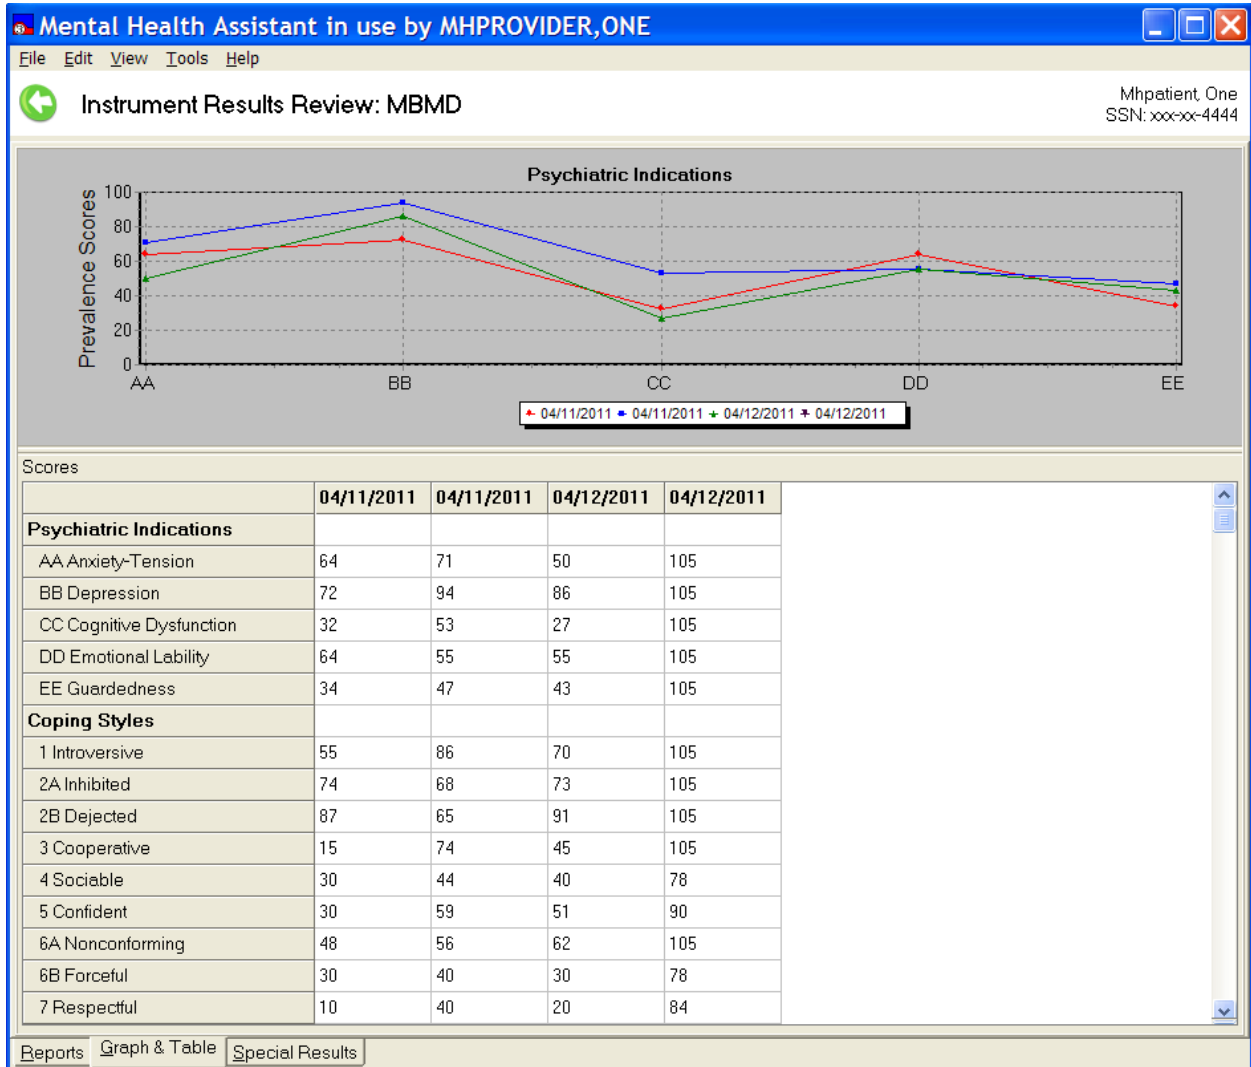 Mental Health Assistant in use by MHPROVIDER,ONE
File Edit View Tools Help
Instrument Results Review: MBMD
Mhpatient, One
SSN: xxx-xx-4444
Psychiatric Indications
Prevalence Scores
100
80
60
40
20
0
AA BB CC DD EE
04/11/2011 04/11/2011 04/12/2011 04/12/2011
Scores
04/11/2011 04/11/2011 04/12/2011 04/12/2011
Psychiatric Indications
AA Anxiety-Tension 64 71 50 105
BB Depression 72 94 86 105
CC Cognitive Dysfunction 32 53 27 105
DD Emotional Lability 64 55 55 105
EE Guardedness 34 47 43 105
Coping Styles
1 Introversive 55 86 70 105
2A Inhibited 74 68 73 105
2B Dejected 87 65 91 105
3 Cooperative 15 74 45 105
4 Sociable 30 44 40 78
5 Confident 30 59 51 90
6A Nonconforming 48 56 62 105
6B Forceful 30 40 30 78
7 Respectful 10 40 20 84
Reports Graph & Table Special Results